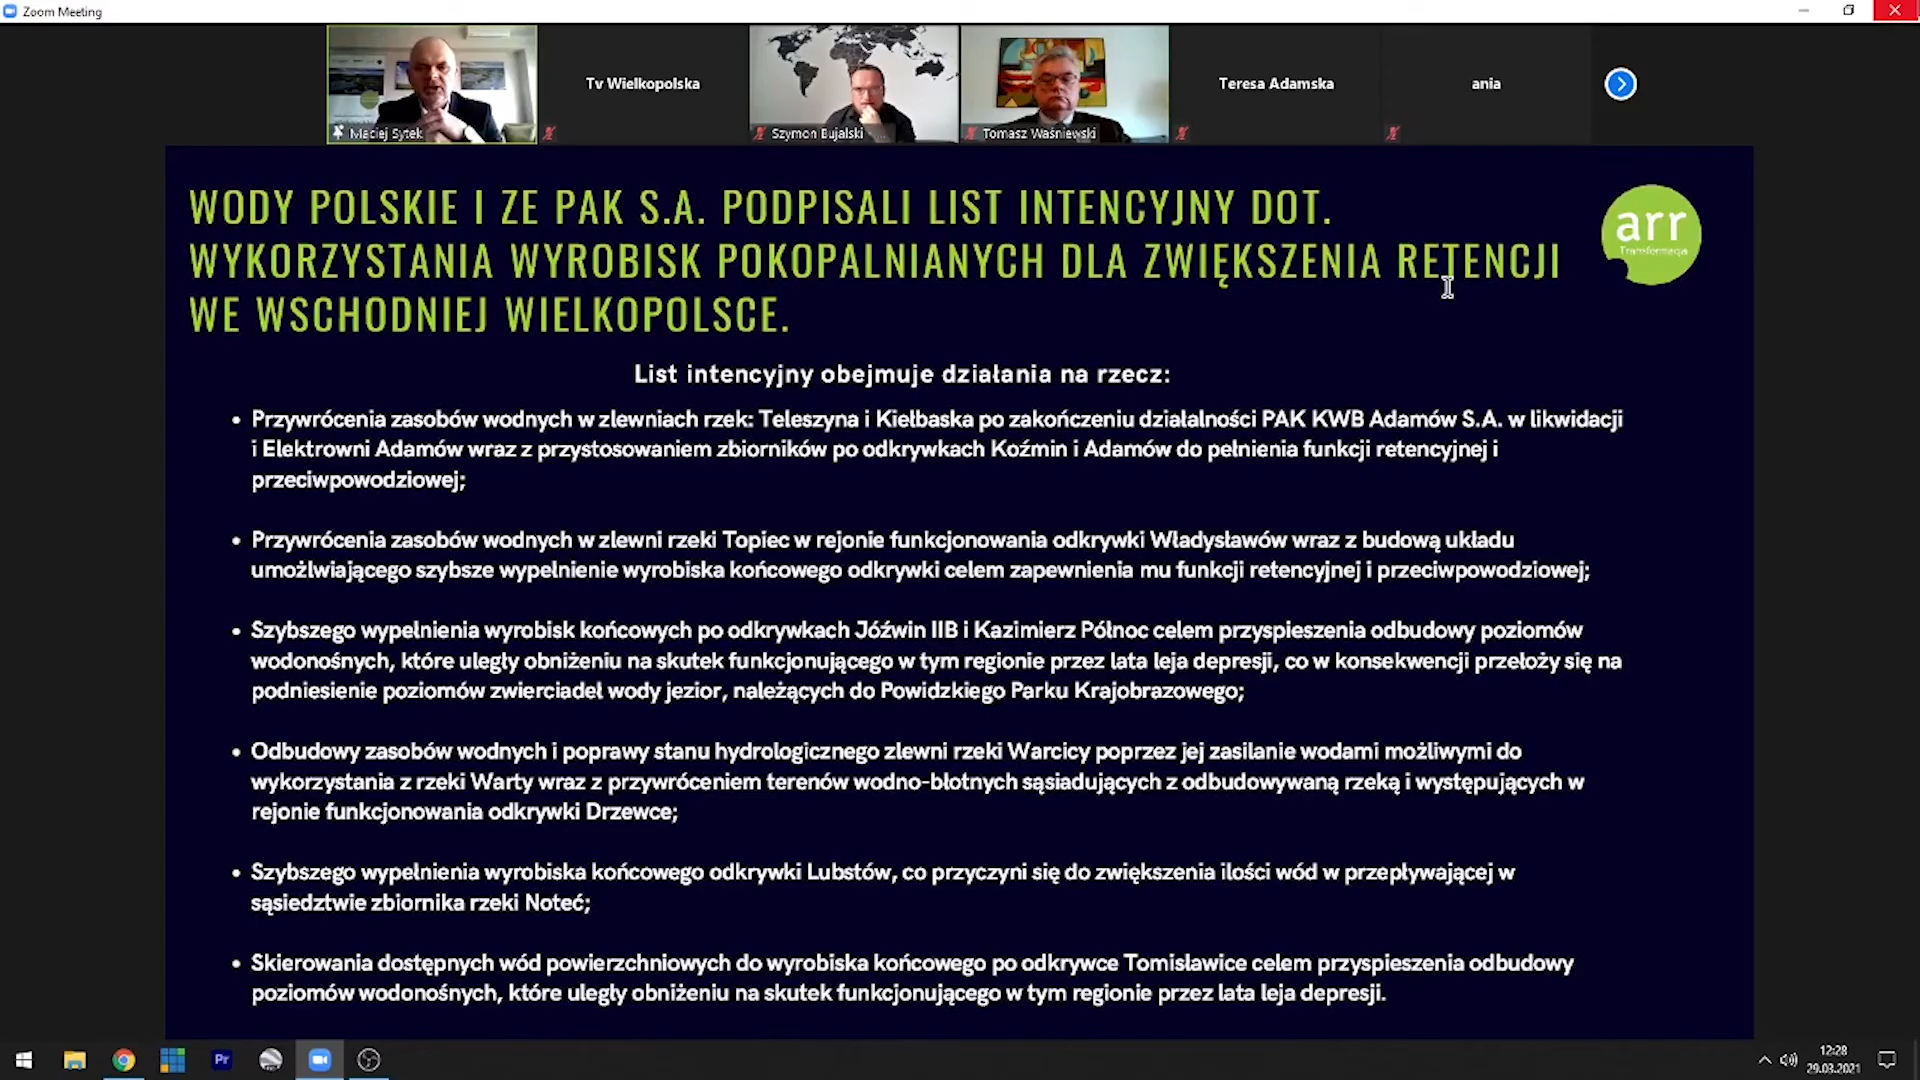 Zoom Meeting
Maciej Sytek
Tv Wielkopolska
Szymon Bujalski - ...
Tomasz Waśniewski
Teresa Adamska
ania
WODY POLSKIE I ZE PAK S.A. PODPISALI LIST INTENCYJNY DOT.
WYKORZYSTANIA WYROBISK POKOPALNIANYCH DLA ZWIĘKSZENIA RETENCJI
WE WSCHODNIEJ WIELKOPOLSCE.
arr
Transformacja
List intencyjny obejmuje działania na rzecz:
• Przywrócenia zasobów wodnych w zlewniach rzek: Teleszyna i Kiełbaska po zakończeniu działalności PAK KWB Adamów S.A. w likwidacji
i Elektrowni Adamów wraz z przystosowaniem zbiorników po odkrywkach Koźmin i Adamów do pełnienia funkcji retencyjnej i
przeciwpowodziowej;
• Przywrócenia zasobów wodnych w zlewni rzeki Topiec w rejonie funkcjonowania odkrywki Władysławów wraz z budową układu
umożlwiającego szybsze wypełnienie wyrobiska końcowego odkrywki celem zapewnienia mu funkcji retencyjnej i przeciwpowodziowej;
• Szybszego wypełnienia wyrobisk końcowych po odkrywkach Jóźwin IIB i Kazimierz Północ celem przyspieszenia odbudowy poziomów
wodonośnych, które uległy obniżeniu na skutek funkcjonującego w tym regionie przez lata leja depresji, co w konsekwencji przełoży się na
podniesienie poziomów zwierciadeł wody jezior, należących do Powidzkiego Parku Krajobrazowego;
• Odbudowy zasobów wodnych i poprawy stanu hydrologicznego zlewni rzeki Warcicy poprzez jej zasilanie wodami możliwymi do
wykorzystania z rzeki Warty wraz z przywróceniem terenów wodno-błotnych sąsiadujących z odbudowywaną rzeką i występujących w
rejonie funkcjonowania odkrywki Drzewce;
• Szybszego wypełnienia wyrobiska końcowego odkrywki Lubstów, co przyczyni się do zwiększenia ilości wód w przepływającej w
sąsiedztwie zbiornika rzeki Noteć;
• Skierowania dostępnych wód powierzchniowych do wyrobiska końcowego po odkrywce Tomisławice celem przyspieszenia odbudowy
poziomów wodonośnych, które uległy obniżeniu na skutek funkcjonującego w tym regionie przez lata leja depresji.
Pr
12:28
29.03.2021